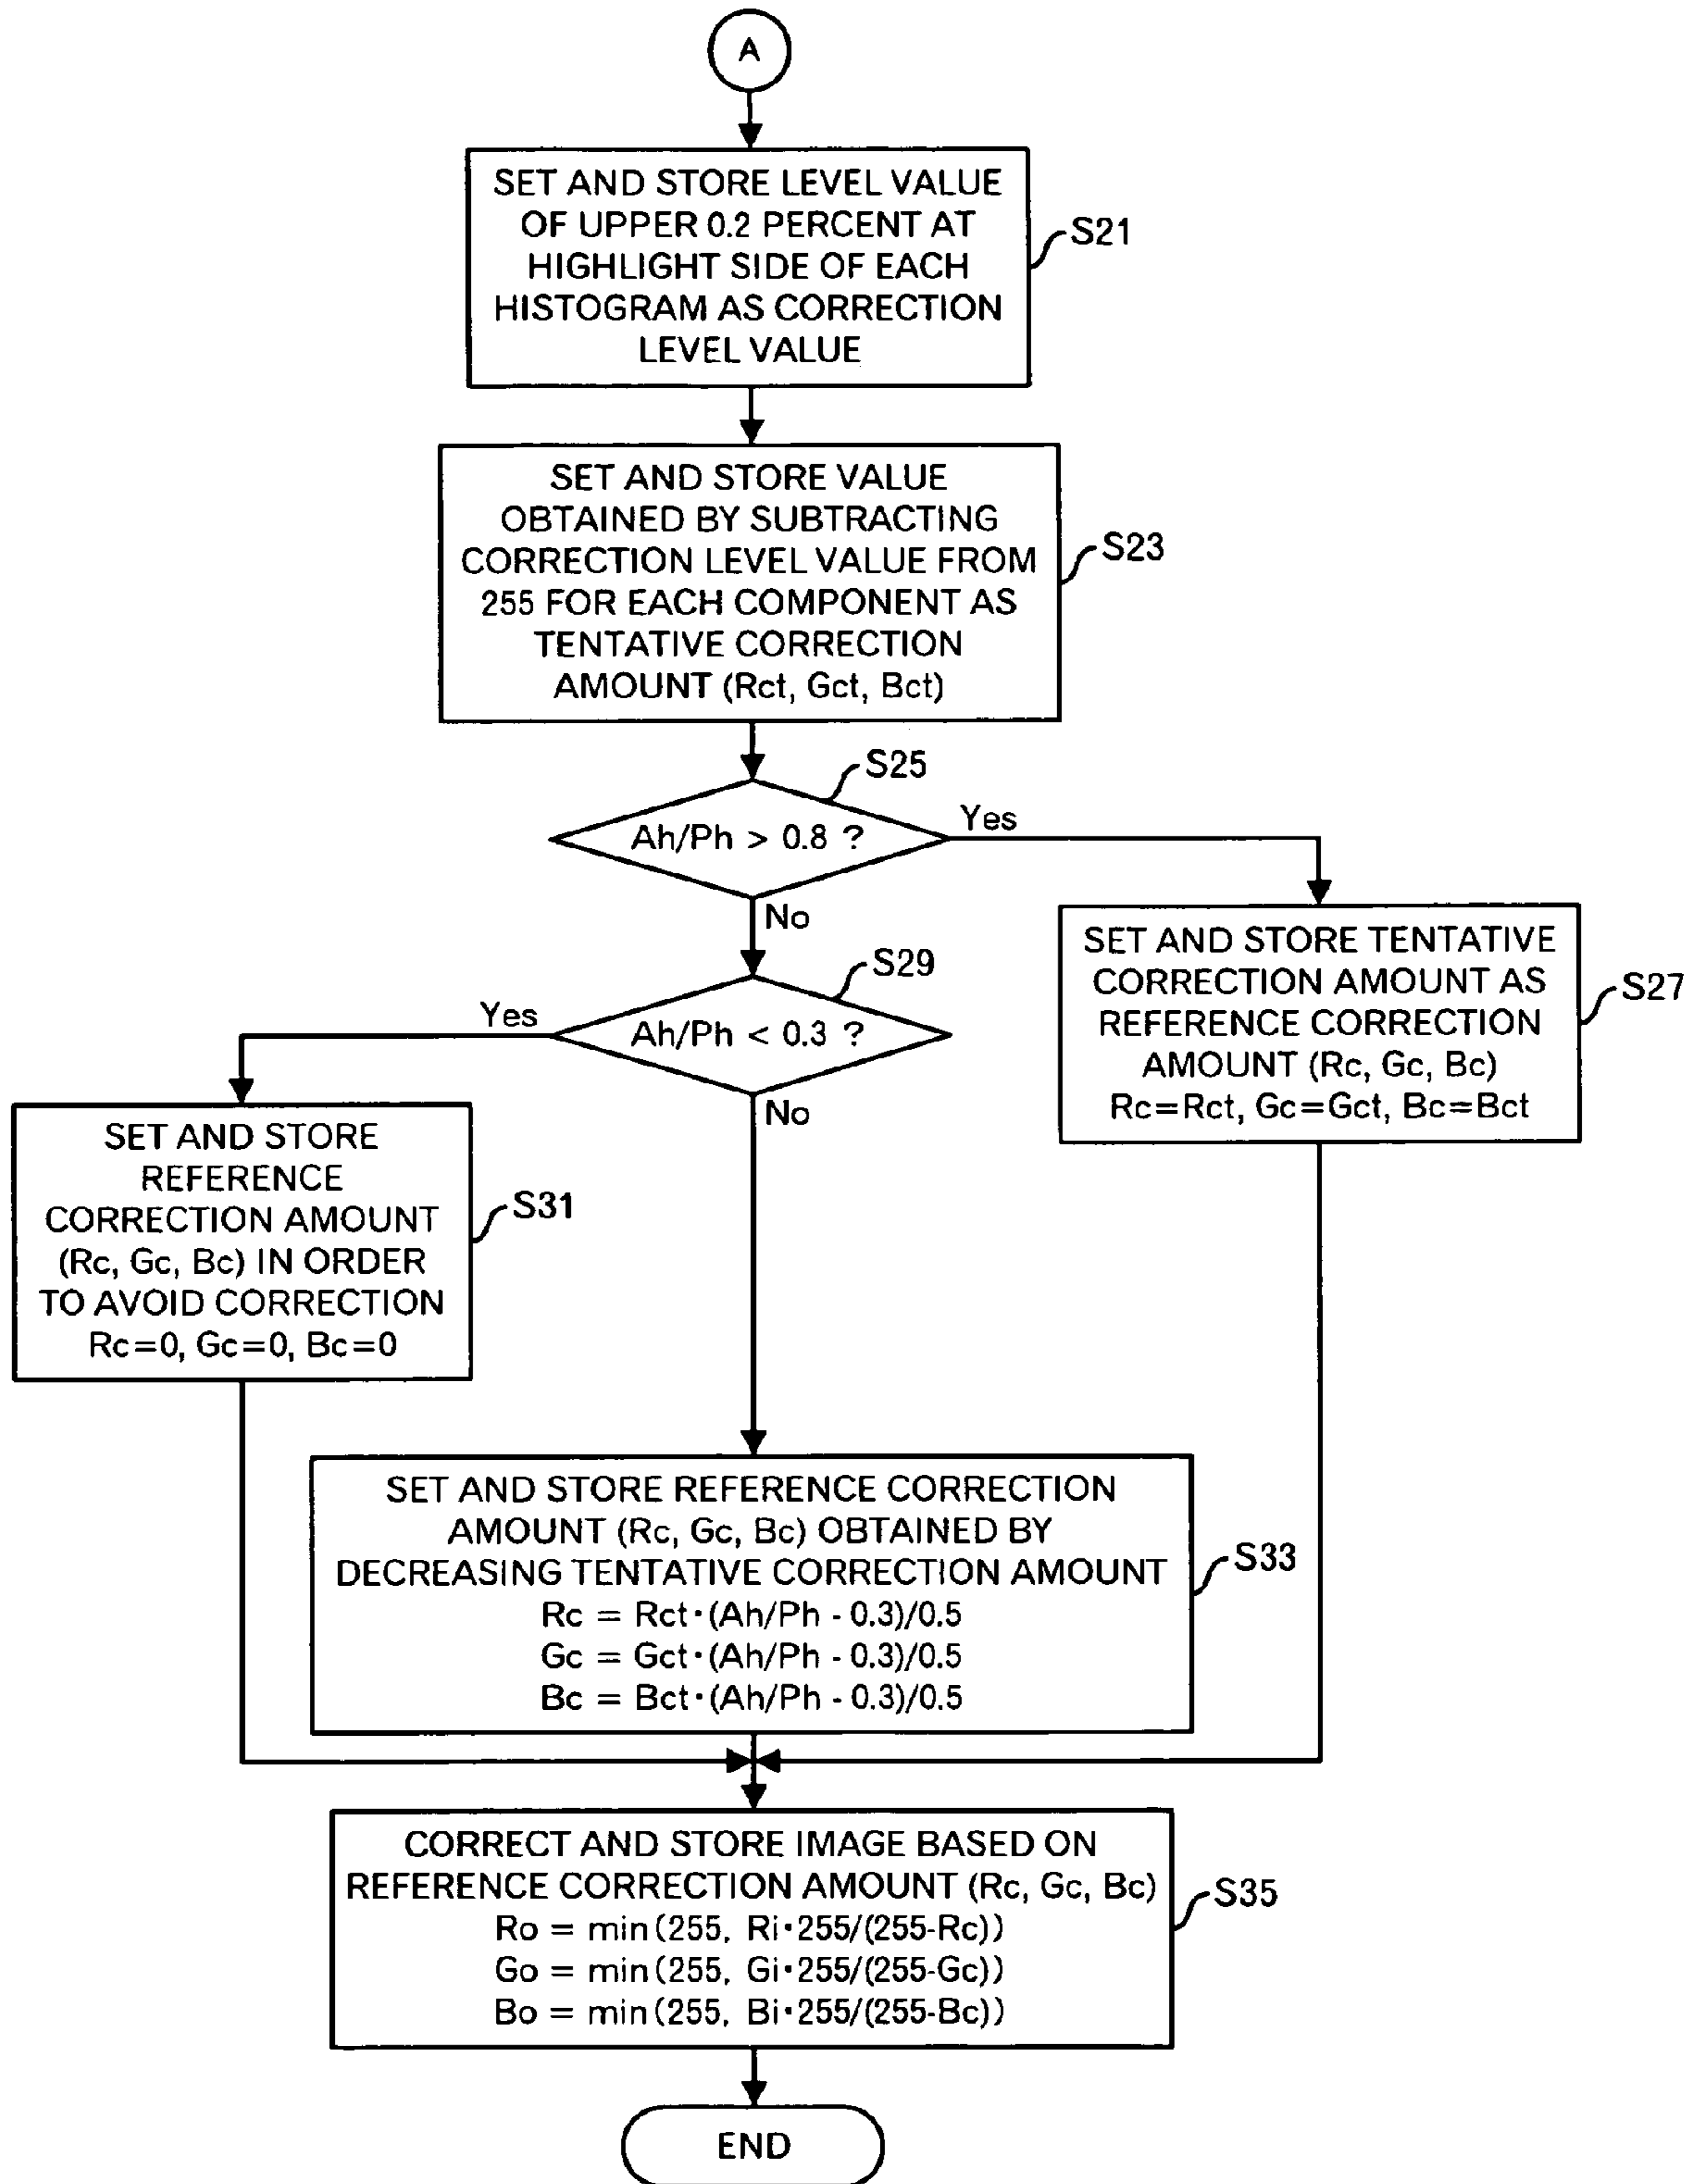 A
SET AND STORE LEVEL VALUE
OF UPPER 0.2 PERCENT AT
HIGHLIGHT SIDE OF EACH
HISTOGRAM AS CORRECTION
LEVEL VALUE
S21
SET AND STORE VALUE
OBTAINED BY SUBTRACTING
CORRECTION LEVEL VALUE FROM
255 FOR EACH COMPONENT AS
TENTATIVE CORRECTION
AMOUNT (Rct, Gct, Bct)
S23
S25
Ah/Ph > 0.8 ?
Yes
No
SET AND STORE TENTATIVE
CORRECTION AMOUNT AS
REFERENCE CORRECTION
AMOUNT (Rc, Gc, Bc)
Rc=Rct, Gc=Gct, Bc=Bct
S27
S29
Ah/Ph < 0.3 ?
Yes
No
SET AND STORE
REFERENCE
CORRECTION AMOUNT
(Rc, Gc, Bc) IN ORDER
TO AVOID CORRECTION
Rc=0, Gc=0, Bc=0
S31
SET AND STORE REFERENCE CORRECTION
AMOUNT (Rc, Gc, Bc) OBTAINED BY
DECREASING TENTATIVE CORRECTION AMOUNT
Rc = Rct·(Ah/Ph - 0.3)/0.5
Gc = Gct·(Ah/Ph - 0.3)/0.5
Bc = Bct·(Ah/Ph - 0.3)/0.5
S33
CORRECT AND STORE IMAGE BASED ON
REFERENCE CORRECTION AMOUNT (Rc, Gc, Bc)
Ro = min(255, Ri·255/(255-Rc))
Go = min(255, Gi·255/(255-Gc))
Bo = min(255, Bi·255/(255-Bc))
S35
END